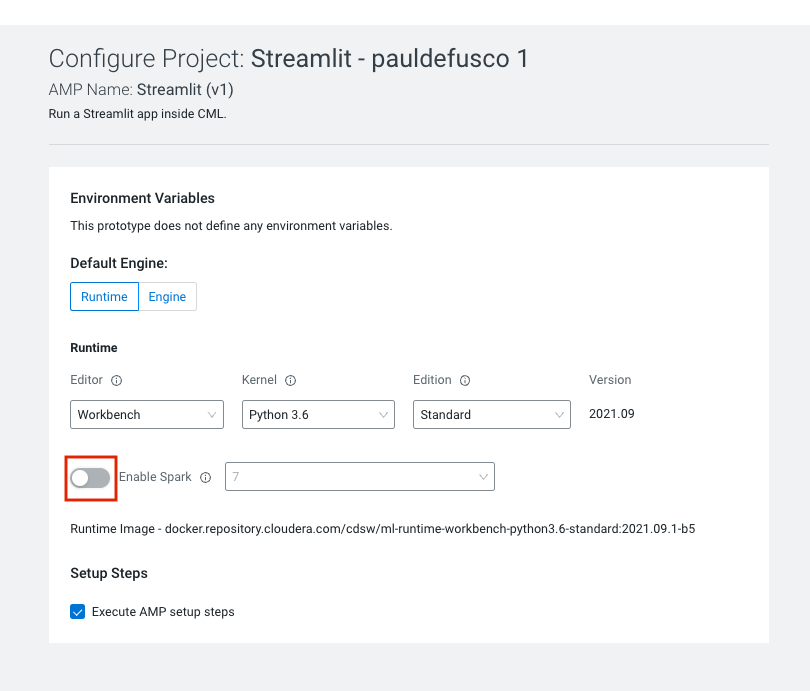 Configure Project: Streamlit - pauldefusco 1
AMP Name: Streamlit (v1)
Run a Streamlit app inside CML.
Environment Variables
This prototype does not define any environment variables.
Default Engine:
Runtime Engine
Runtime
Editor Kernel Edition Version
Workbench Python 3.6 Standard 2021.09
Enable Spark 7
Runtime Image - docker.repository.cloudera.com/cdsw/ml-runtime-workbench-python3.6-standard:2021.09.1-b5
Setup Steps
Execute AMP setup steps